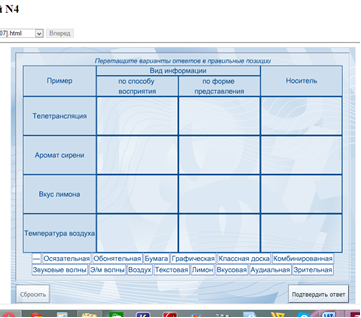 й N4
07].html Вперед
Перетащите варианты ответов в правильные позиции
Пример
Вид информации
Носитель
по способу восприятия
по форме представления
Телетрансляция
Аромат сирени
Вкус лимона
Температура воздуха
— Осязательная Обонятельная Бумага Графическая Классная доска Комбинированная
Звуковые волны Э/м волны Воздух Текстовая Лимон Вкусовая Аудиальная Зрительная
Сбросить Подтвердить ответ